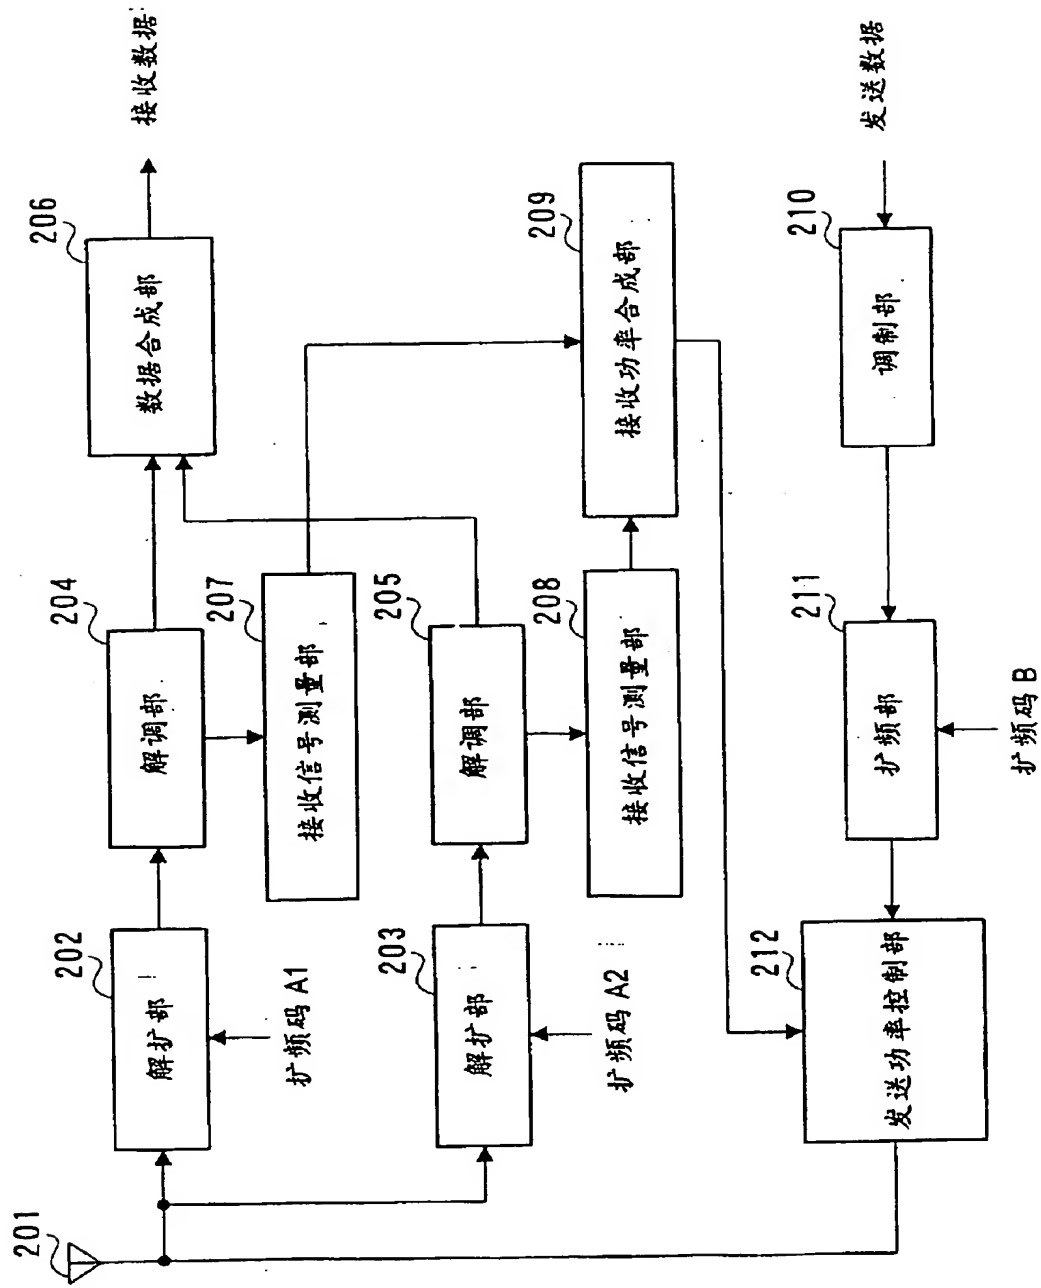 201
202
解扩部
扩频码 A1
204
解调部
206
数据合成部
接收数据
207
接收信号测量部
203
解扩部
扩频码 A2
205
解调部
208
接收信号测量部
209
接收功率合成部
212
发送功率控制部
211
扩频部
扩频码 B
210
调制部
发送数据